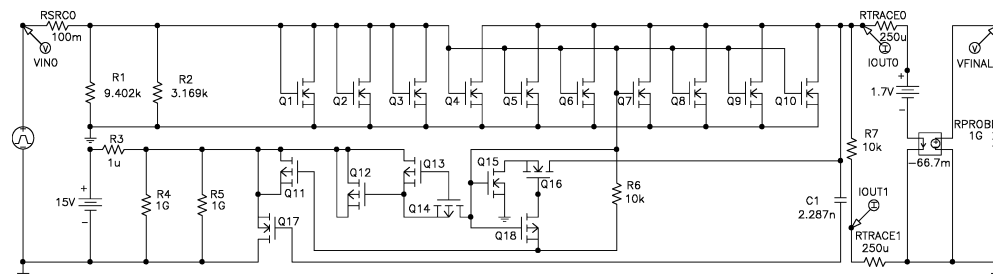 RSRC0
100m
VIN0
V
R1
9.402k
R2
3.169k
Q1
Q2
Q3
Q4
Q5
Q6
Q7
Q8
Q9
Q10
RTRACE0
250u
I
IOUT0
V
VFINAL
+
1.7V
-
RPROBE
1G
-66.7m
R7
10k
R3
1u
+
15V
-
R4
1G
R5
1G
Q11
Q12
Q13
Q14
Q15
Q16
Q17
Q18
R6
10k
C1
2.287n
IOUT1
I
RTRACE1
250u